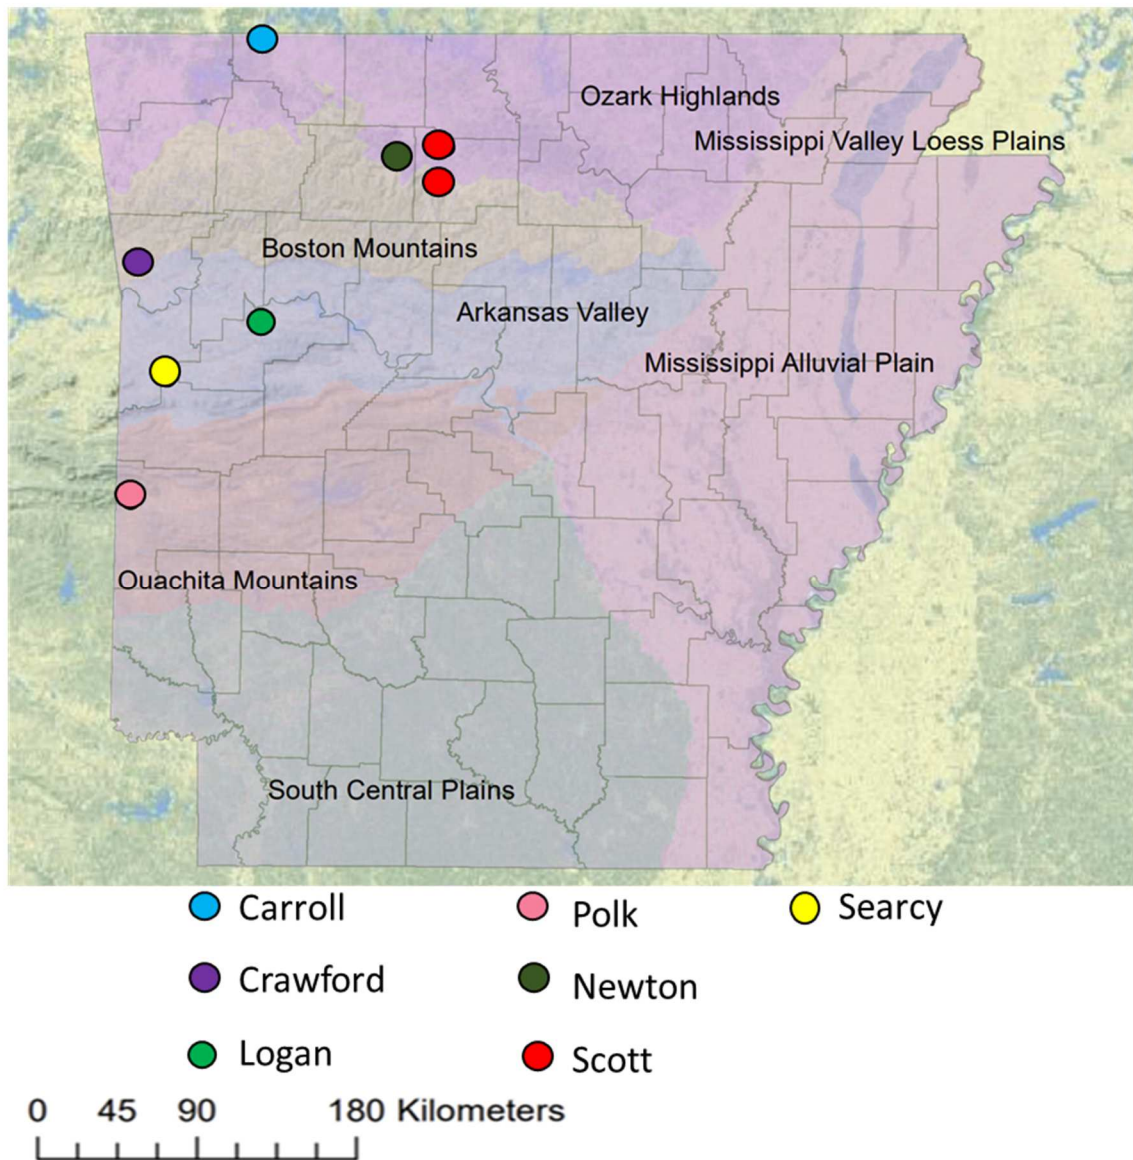 Ozark Highlands
Mississippi Valley Loess Plains
Boston Mountains
Arkansas Valley
Mississippi Alluvial Plain
Ouachita Mountains
South Central Plains
Carroll
Polk
Searcy
Crawford
Newton
Logan
Scott
0 45 90 180 Kilometers